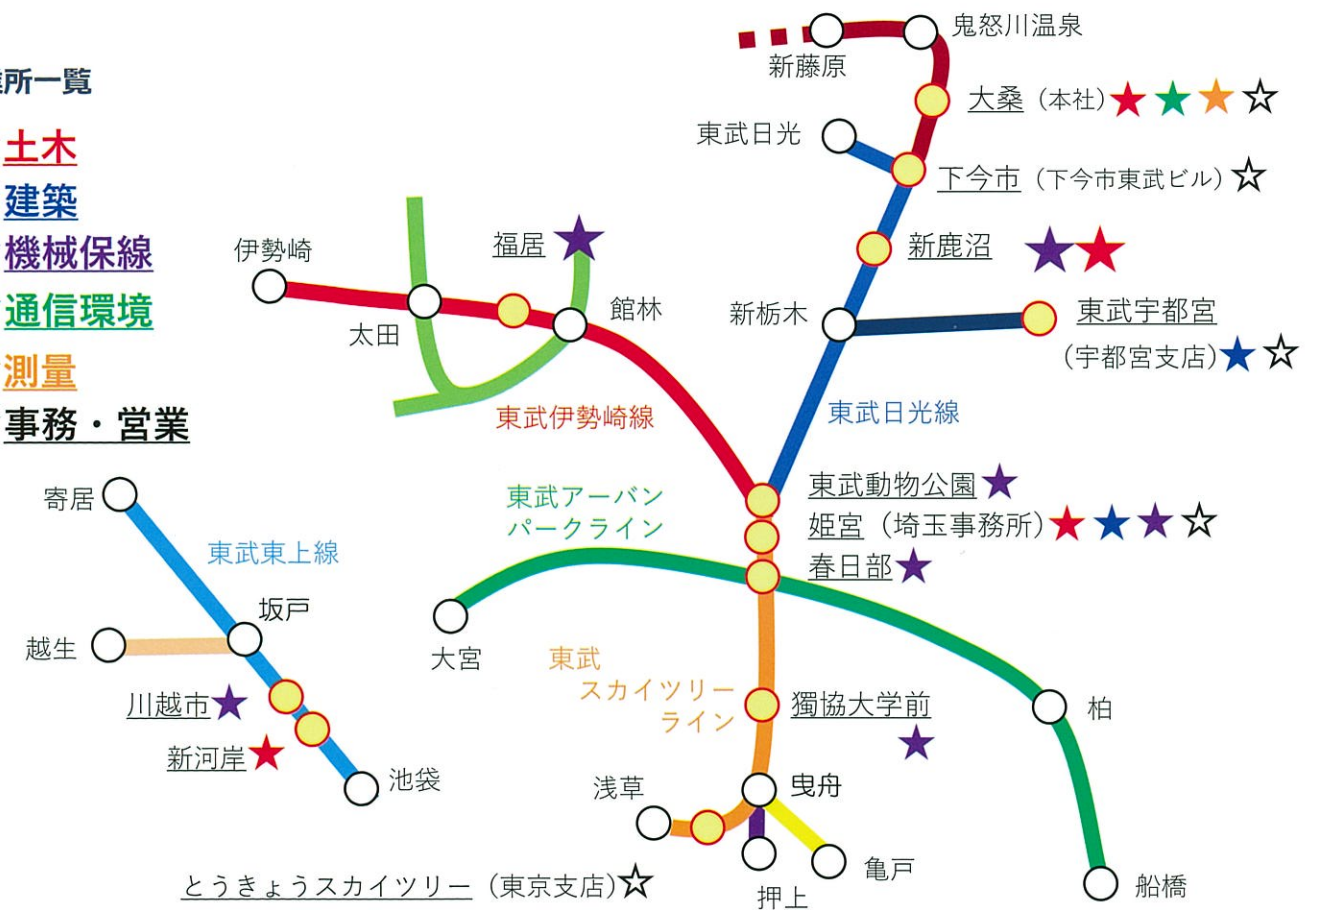 所一覧
土木
建築
機械保線
通信環境
測量
事務・営業
新藤原
鬼怒川温泉
大桑（本社）★★★☆
東武日光
下今市（下今市東武ビル）☆
新鹿沼 ★★
新栃木
東武宇都宮
（宇都宮支店）★☆
伊勢崎
太田
福居★
館林
東武伊勢崎線
東武日光線
東武動物公園★
姫宮（埼玉事務所）★★★☆
春日部★
東武アーバン
パークライン
大宮
寄居
東武東上線
坂戸
越生
川越市★
新河岸★
池袋
東武
スカイツリー
ライン
獨協大学前
★
柏
浅草
曳舟
亀戸
押上
船橋
とうきょうスカイツリー（東京支店）☆